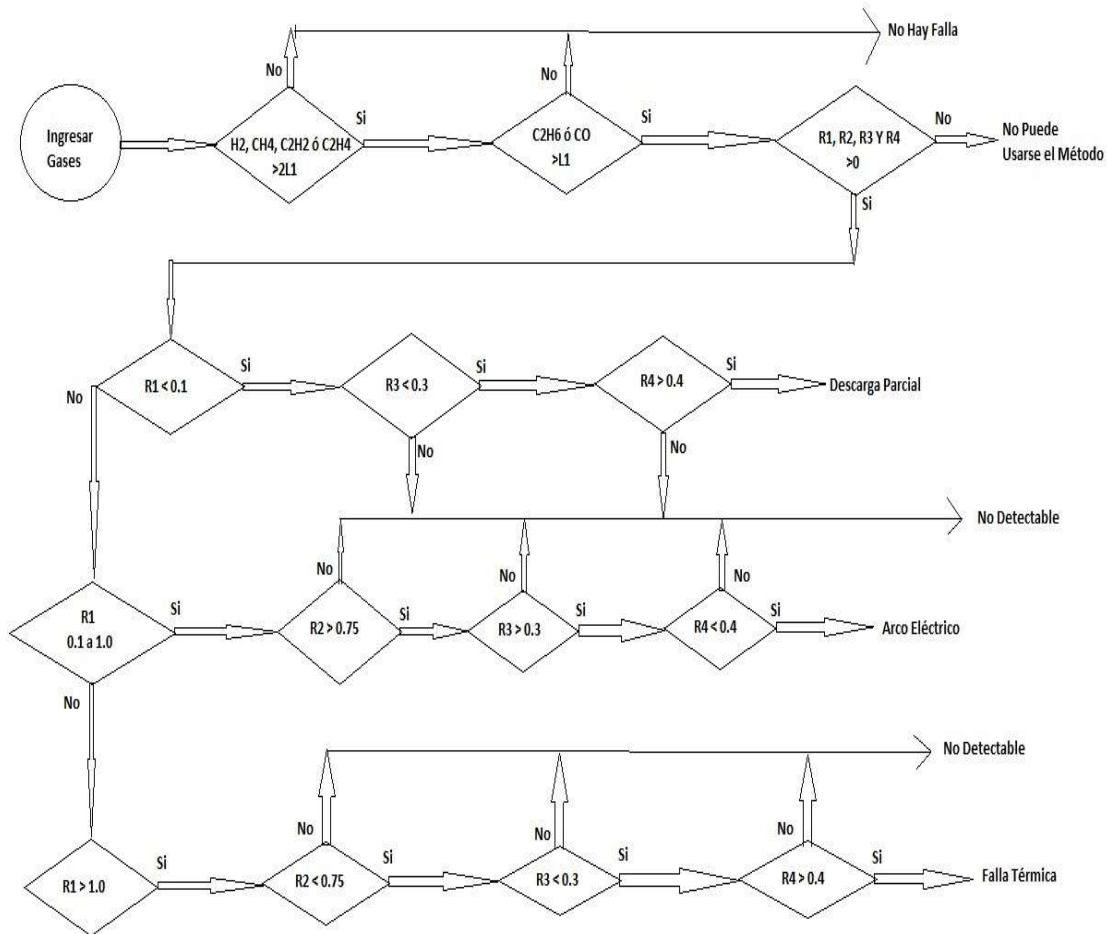 No Hay Falla
No
No
Ingresar
Gases
H2, CH4, C2H2 ó C2H4
>2L1
Si
C2H6 ó CO
>L1
Si
R1, R2, R3 Y R4
>0
No
No Puede
Usarse el Método
Si
R1 < 0.1
Si
R3 < 0.3
Si
R4 > 0.4
Si
Descarga Parcial
No
No
No
No Detectable
No
No
No
R1
0.1 a 1.0
Si
R2 > 0.75
Si
R3 > 0.3
Si
R4 < 0.4
Si
Arco Eléctrico
No
No Detectable
No
No
No
R1 > 1.0
Si
R2 < 0.75
Si
R3 < 0.3
Si
R4 > 0.4
Si
Falla Térmica